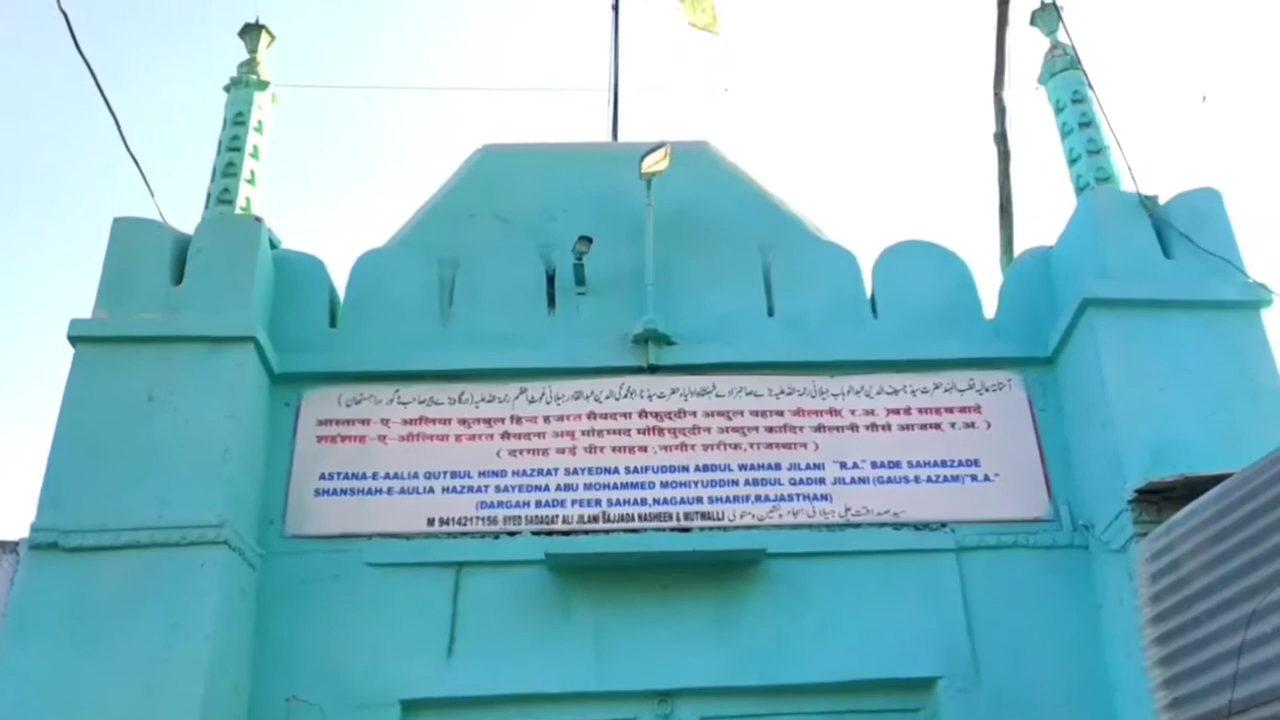 آستانہ عالیہ قطب الہند حضرت سیدنا سیف الدین عبدالوہاب جیلانی رحمۃ اللہ علیہ بڑے صاحبزادے شہنشاہ اولیاء حضرت سیدنا ابو محمد محی الدین عبدالقادر جیلانی غوث اعظم رحمۃ اللہ علیہ (درگاہ بڑے پیر صاحب ناگور راجستھان)
आस्ताना-ए-आलिया क़ुतबुल हिन्द हजरत सैयदना सैफुद्दीन अब्दुल वहाब जीलानी( र.अ. )बडे साहबजादे
शहंशाह-ए-औलिया हजरत सैयदना अबु मोहम्मद मोहियुद्दीन अब्दुल कादिर जीलानी गौसे आजम( र.अ. )
( दरगाह बड़े पीर साहब ,नागौर शरीफ,राजस्थान )
ASTANA-E-AALIA QUTBUL HIND HAZRAT SAYEDNA SAIFUDDIN ABDUL WAHAB JILANI "R.A." BADE SAHABZADE
SHANSHAH-E-AULIA HAZRAT SAYEDNA ABU MOHAMMED MOHIYUDDIN ABDUL QADIR JILANI (GAUS-E-AZAM)"R.A."
(DARGAH BADE PEER SAHAB,NAGAUR SHARIF,RAJASTHAN)
M 9414217156 SYED SADAQAT ALI JILANI SAJJADA NASHEEN & MUTWALLI سید صداقت علی جیلانی سجادہ نشین و متولی